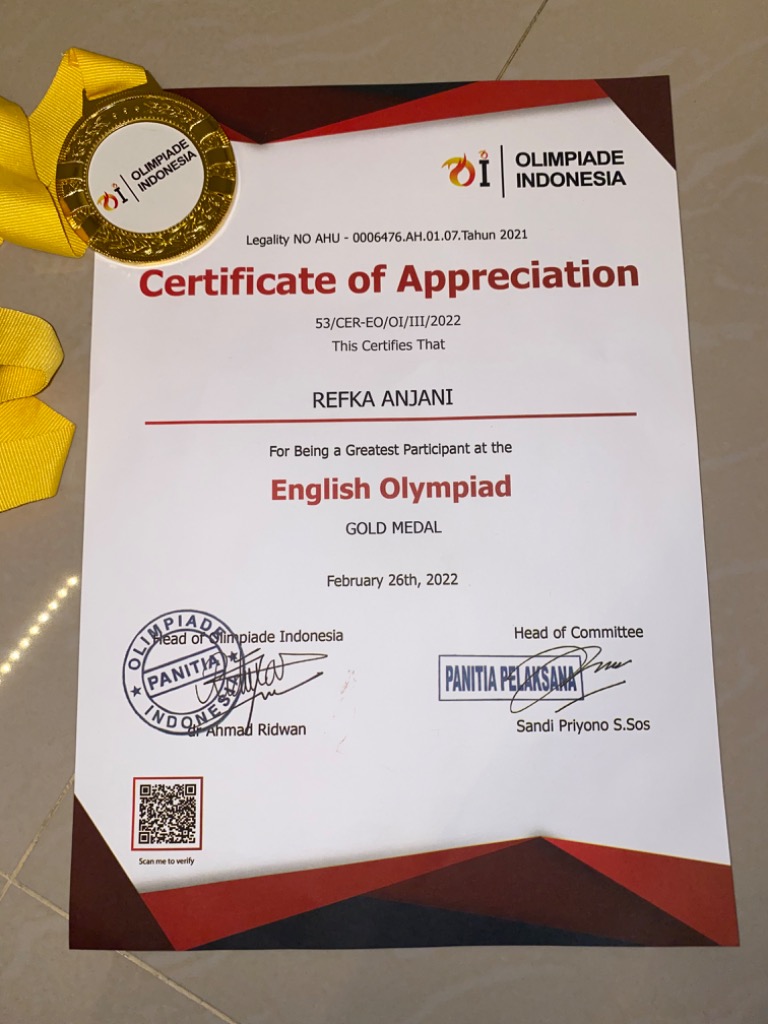 OLIMPIADE
INDONESIA
OI
OLIMPIADE
INDONESIA
Legality NO AHU - 0006476.AH.01.07.Tahun 2021
Certificate of Appreciation
53/CER-EO/OI/III/2022
This Certifies That
REFKA ANJANI
For Being a Greatest Participant at the
English Olympiad
GOLD MEDAL
February 26th, 2022
Head of Olimpiade Indonesia
Head of Committee
OLIMPIADE
PANITIA
INDONESIA
PANITIA PELAKSANA
dr Ahmad Ridwan
Sandi Priyono S.Sos
Scan me to verify